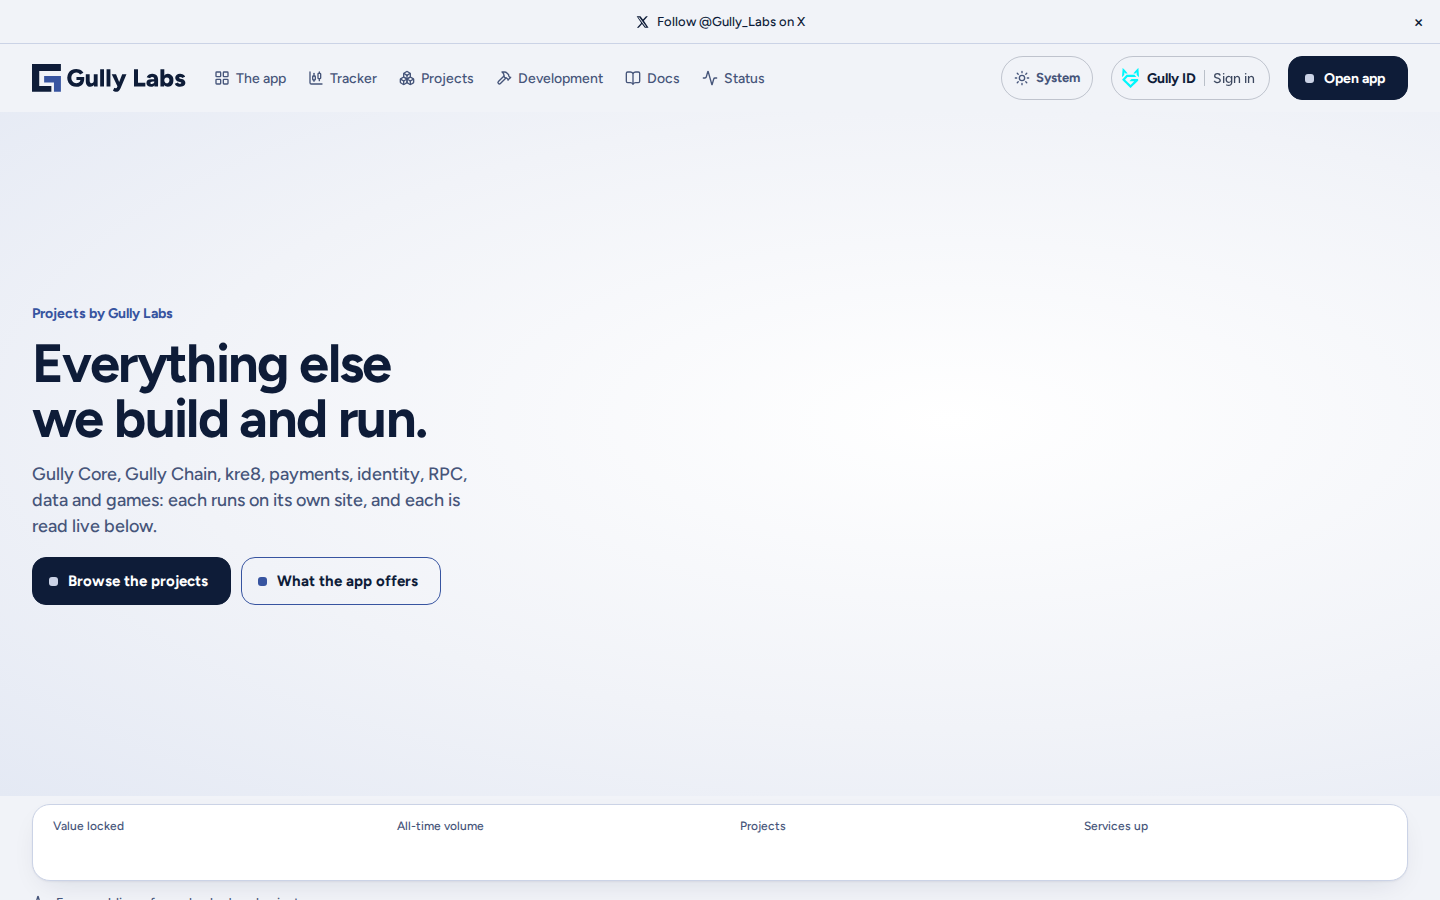 Follow @Gully_Labs on X
×
Gully Labs
The app
Tracker
Projects
Development
Docs
Status
System
Gully ID
Sign in
Open app
Projects by Gully Labs
Everything else
we build and run.
Gully Core, Gully Chain, kre8, payments, identity, RPC,
data and games: each runs on its own site, and each is
read live below.
Browse the projects
What the app offers
Value locked
All-time volume
Projects
Services up